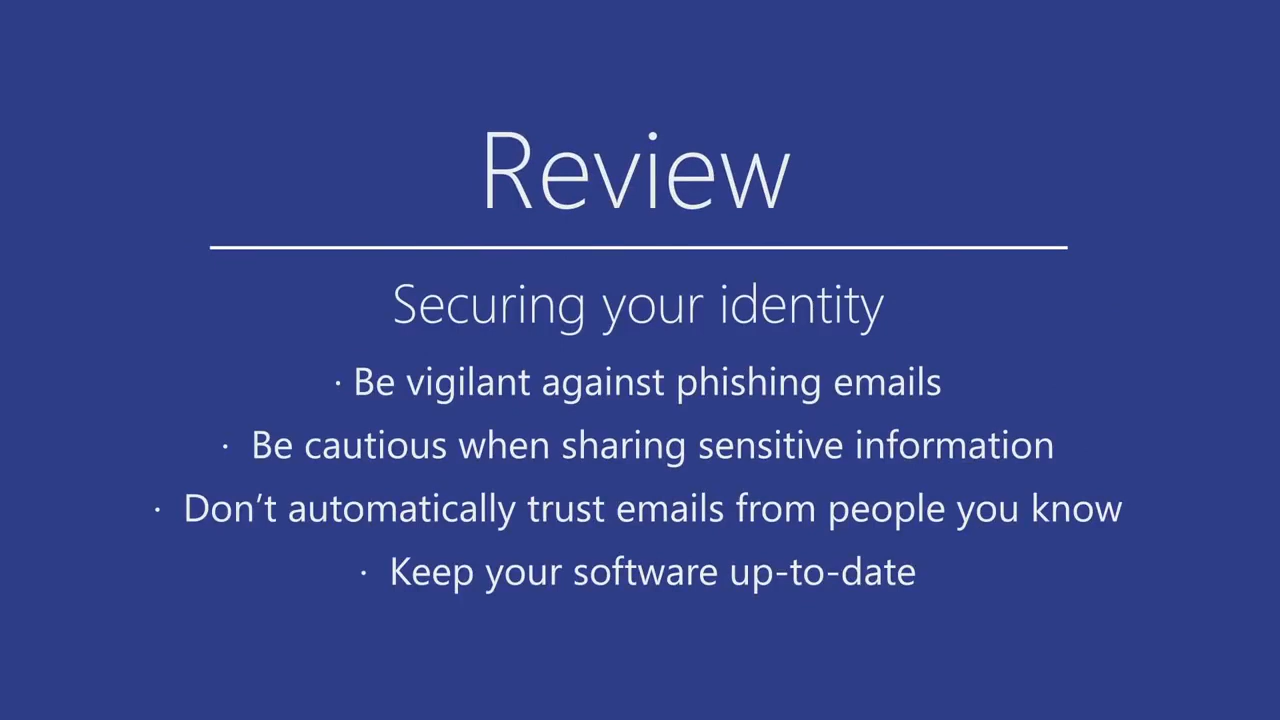 Review
Securing your identity
· Be vigilant against phishing emails
· Be cautious when sharing sensitive information
· Don’t automatically trust emails from people you know
· Keep your software up-to-date